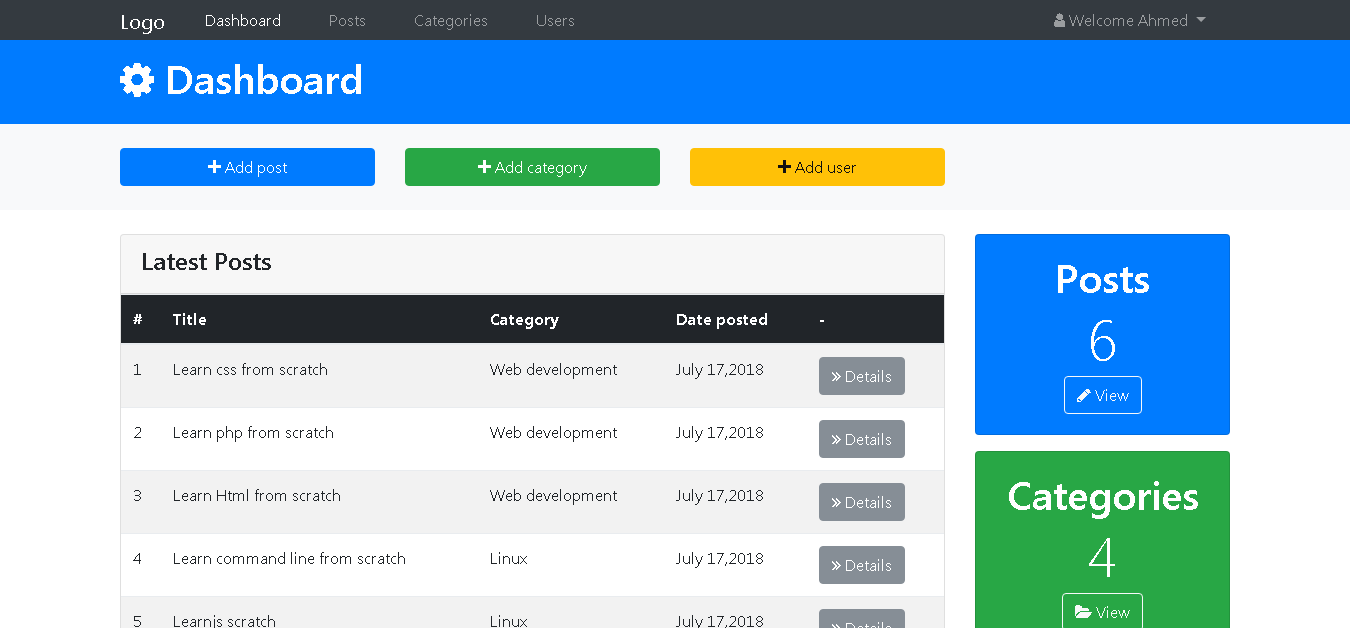 Logo Dashboard Posts Categories Users Welcome Ahmed
Dashboard
Add post Add category Add user
Latest Posts
# Title Category Date posted -
1 Learn css from scratch Web development July 17,2018 Details
2 Learn php from scratch Web development July 17,2018 Details
3 Learn Html from scratch Web development July 17,2018 Details
4 Learn command line from scratch Linux July 17,2018 Details
5 Learnjs scratch Linux July 17,2018 Details
Posts
6
View
Categories
4
View